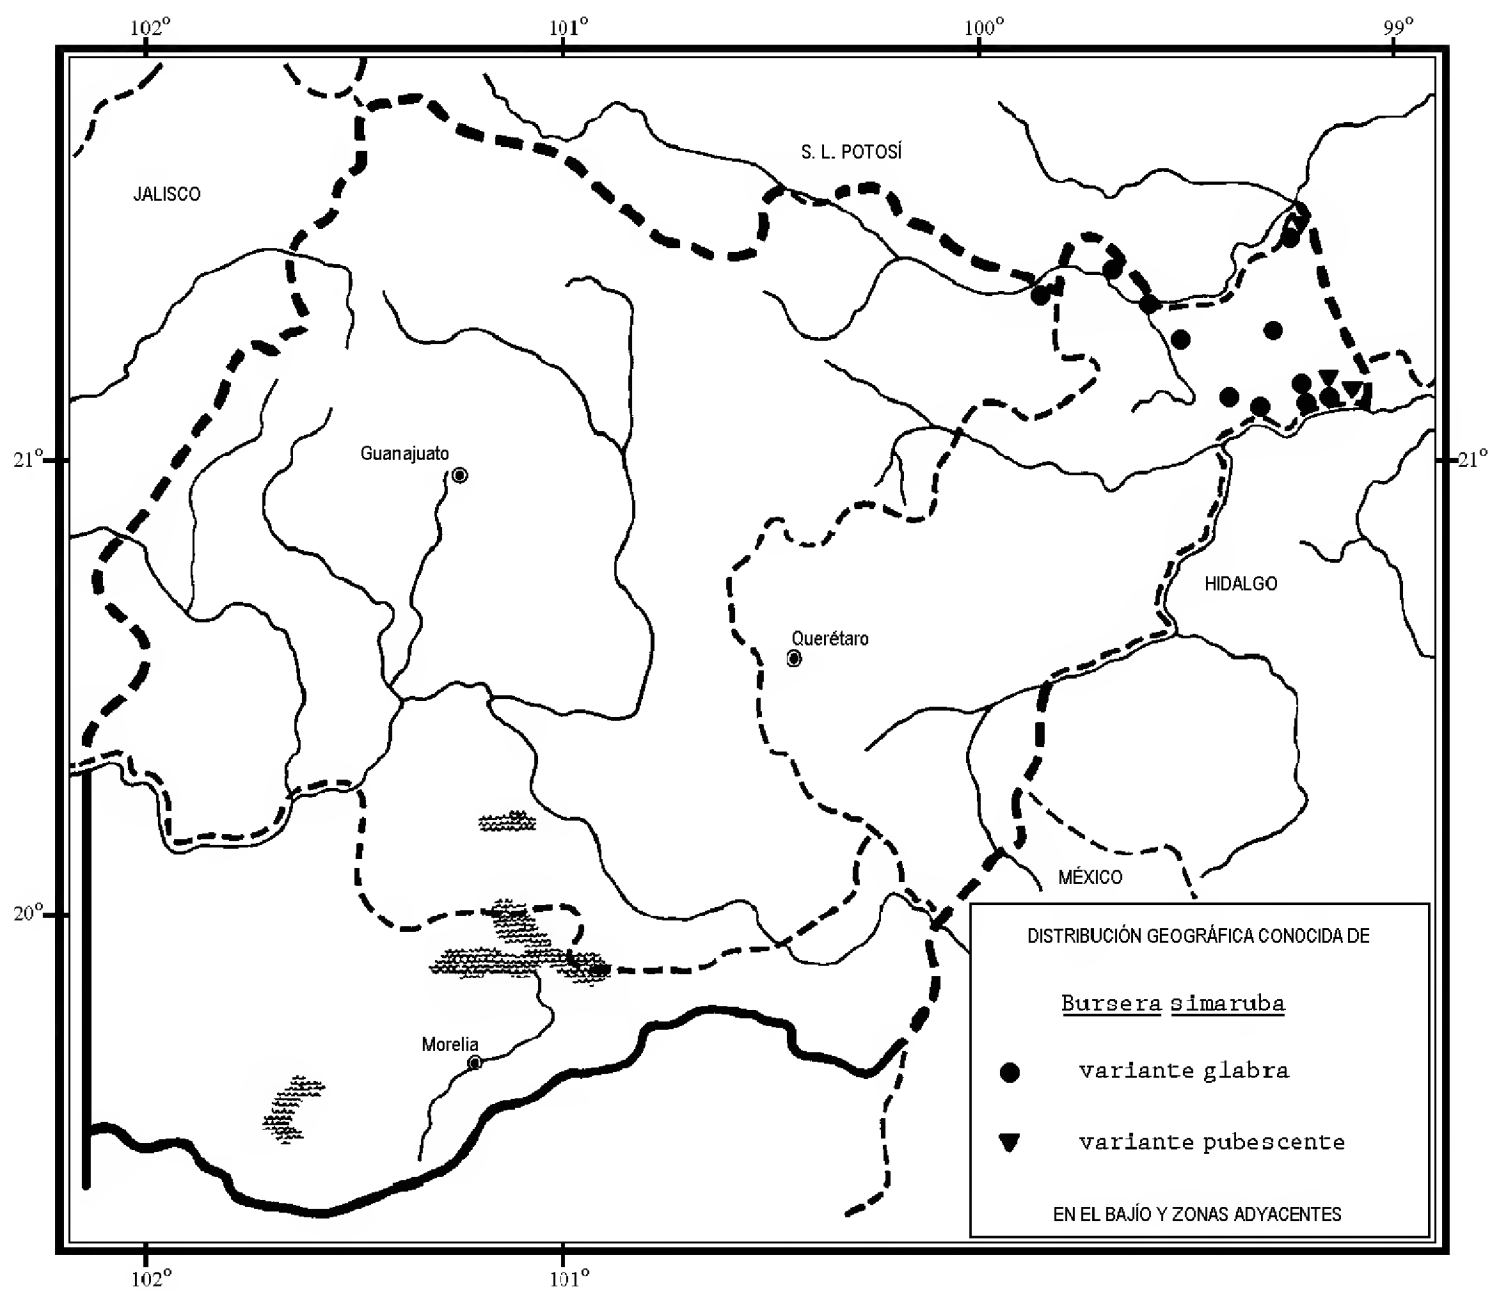 102° 101° 100° 99°
S. L. POTOSÍ
JALISCO
Guanajuato
21° 21°
HIDALGO
Querétaro
MÉXICO
20°
DISTRIBUCIÓN GEOGRÁFICA CONOCIDA DE
Bursera simaruba
Morelia
variante glabra
variante pubescente
EN EL BAJÍO Y ZONAS ADYACENTES
102° 101°